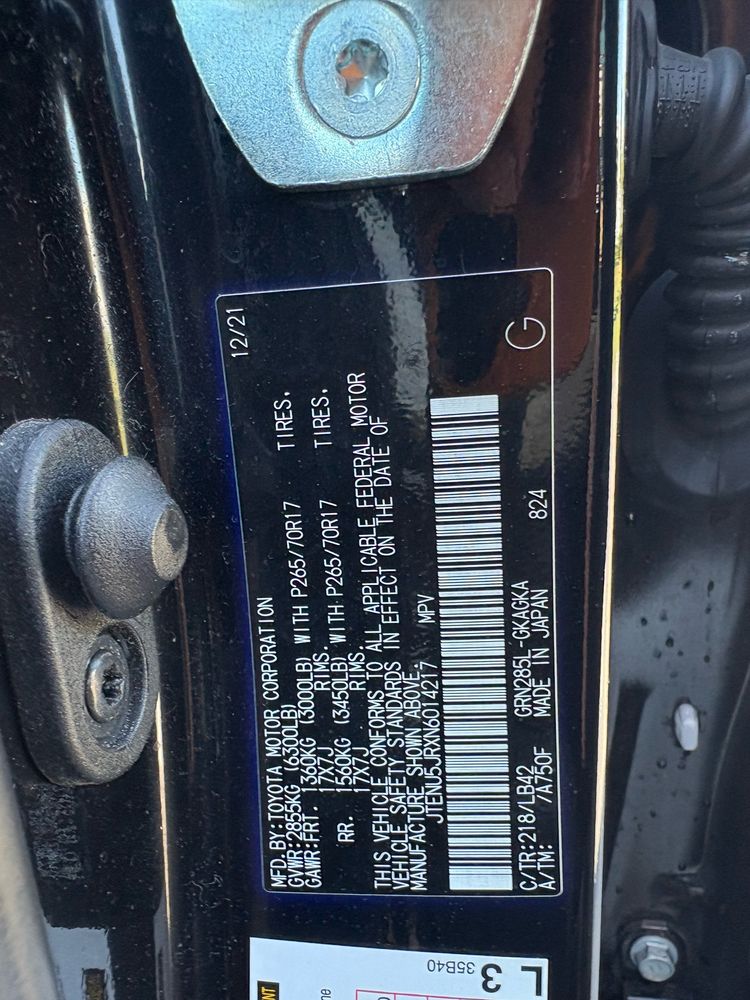 12/21
MFD.BY:TOYOTA MOTOR CORPORATION
GVWR:2855KG (6300LB)
GAWR:FRT. 1360KG (3000LB) WITH P265/70R17 TIRES.
17X7J RIMS.
RR. 1560KG (3450LB) WITH P265/70R17 TIRES.
17X7J RIMS.
THIS VEHICLE CONFORMS TO ALL APPLICABLE FEDERAL MOTOR
VEHICLE SAFETY STANDARDS IN EFFECT ON THE DATE OF
MANUFACTURE SHOWN ABOVE.
JTENU5JRXN6014217 MPV
C/TR:218/LB42 GRN285L-GKAGKA
A/TM: /A750F MADE IN JAPAN 824
G
L
3
35B40